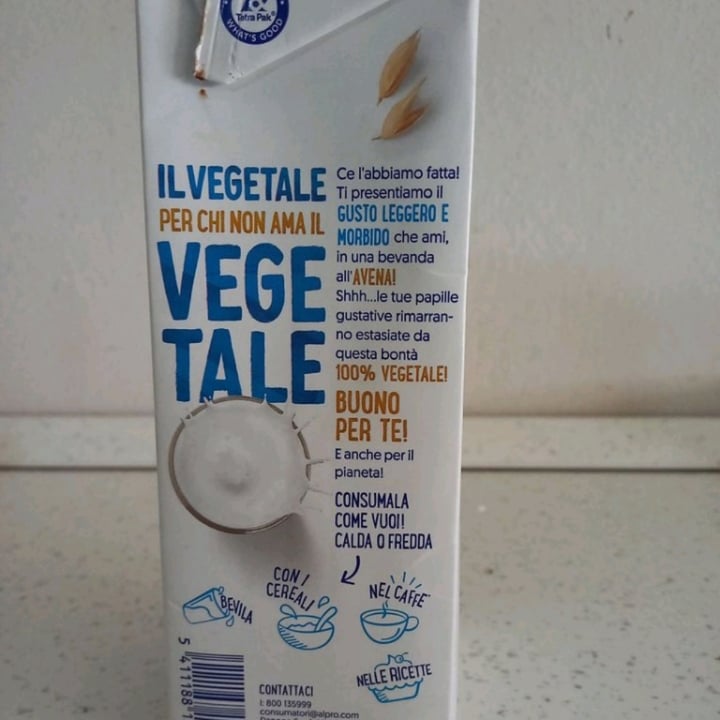 Tetra Pak®
WHAT'S GOOD
IL VEGETALE
PER CHI NON AMA IL
VEGE
TALE
Ce l'abbiamo fatta!
Ti presentiamo il
GUSTO LEGGERO E
MORBIDO che ami,
in una bevanda
all'AVENA!
Shhh...le tue papille
gustative rimarran-
no estasiate da
questa bontà
100% VEGETALE!
BUONO
PER TE!
E anche per il
pianeta!
CONSUMALA
COME VUOI!
CALDA O FREDDA
BEVILA
CON I
CEREALI
NEL CAFFE'
NELLE RICETTE
5 411188 1
CONTATTACI
I: 800 135999
consumatori@alpro.com